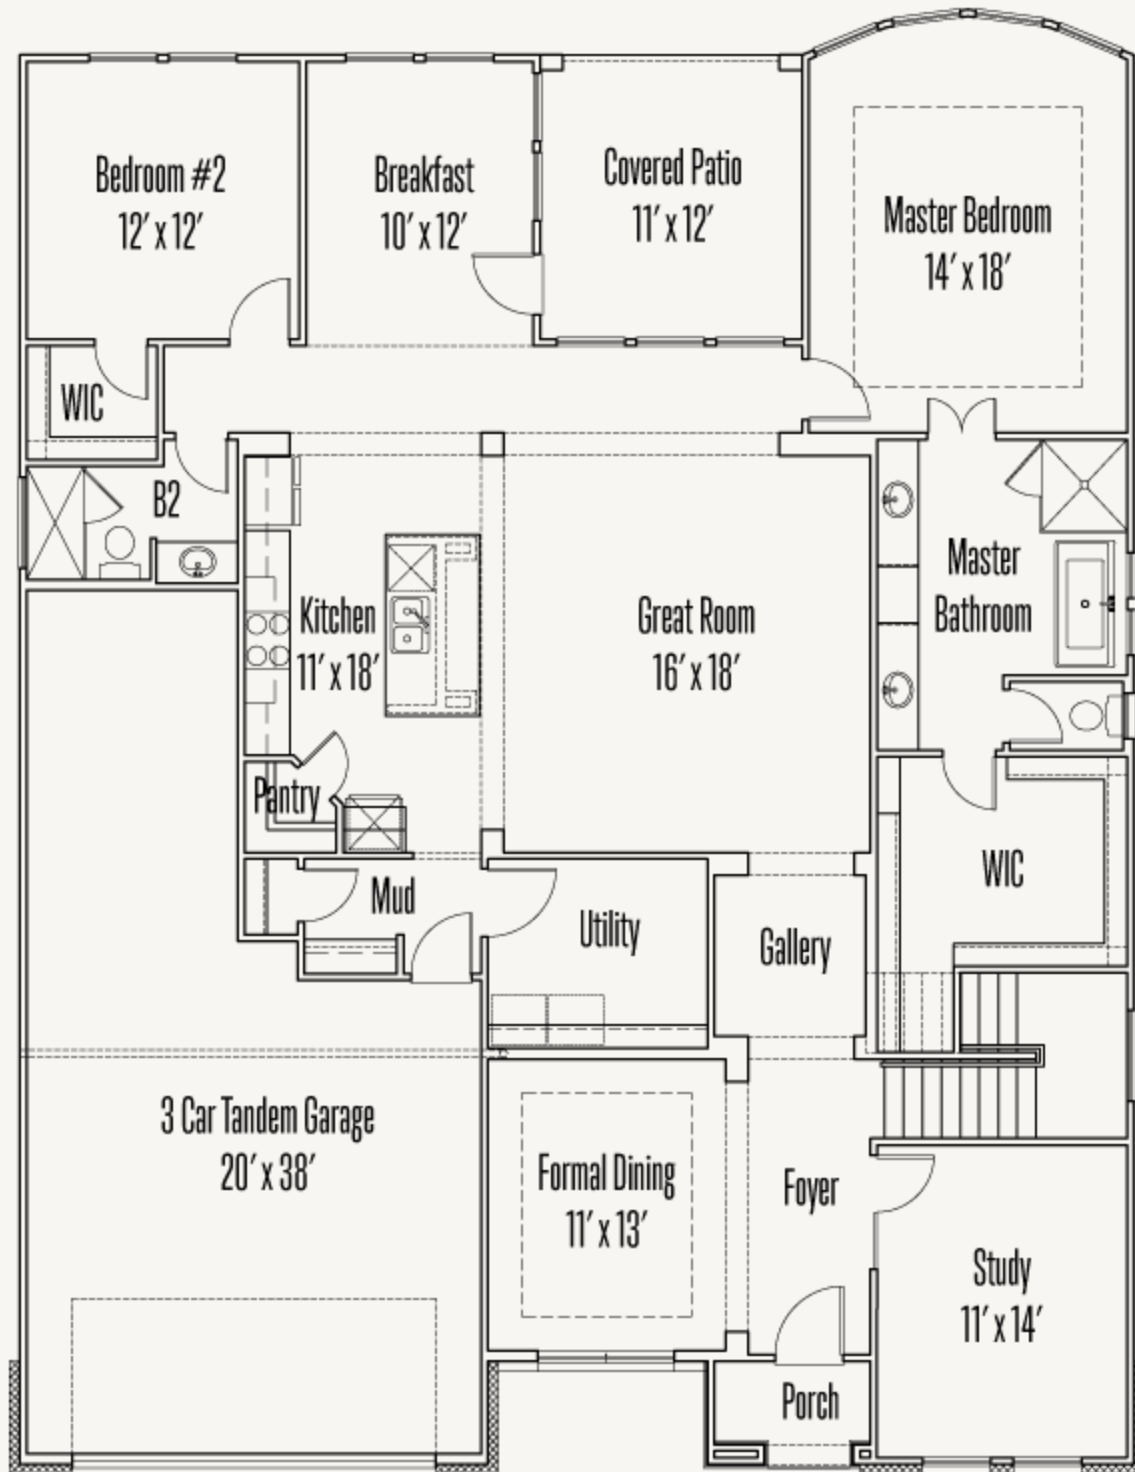 Bedroom #2
12′ x 12′
Breakfast
10′ x 12′
Covered Patio
11′ x 12′
Master Bedroom
14′ x 18′
WIC
B2
Kitchen
11′ x 18′
Great Room
16′ x 18′
Master
Bathroom
Pantry
Mud
Utility
Gallery
WIC
3 Car Tandem Garage
20′ x 38′
Formal Dining
11′ x 13′
Foyer
Study
11′ x 14′
Porch